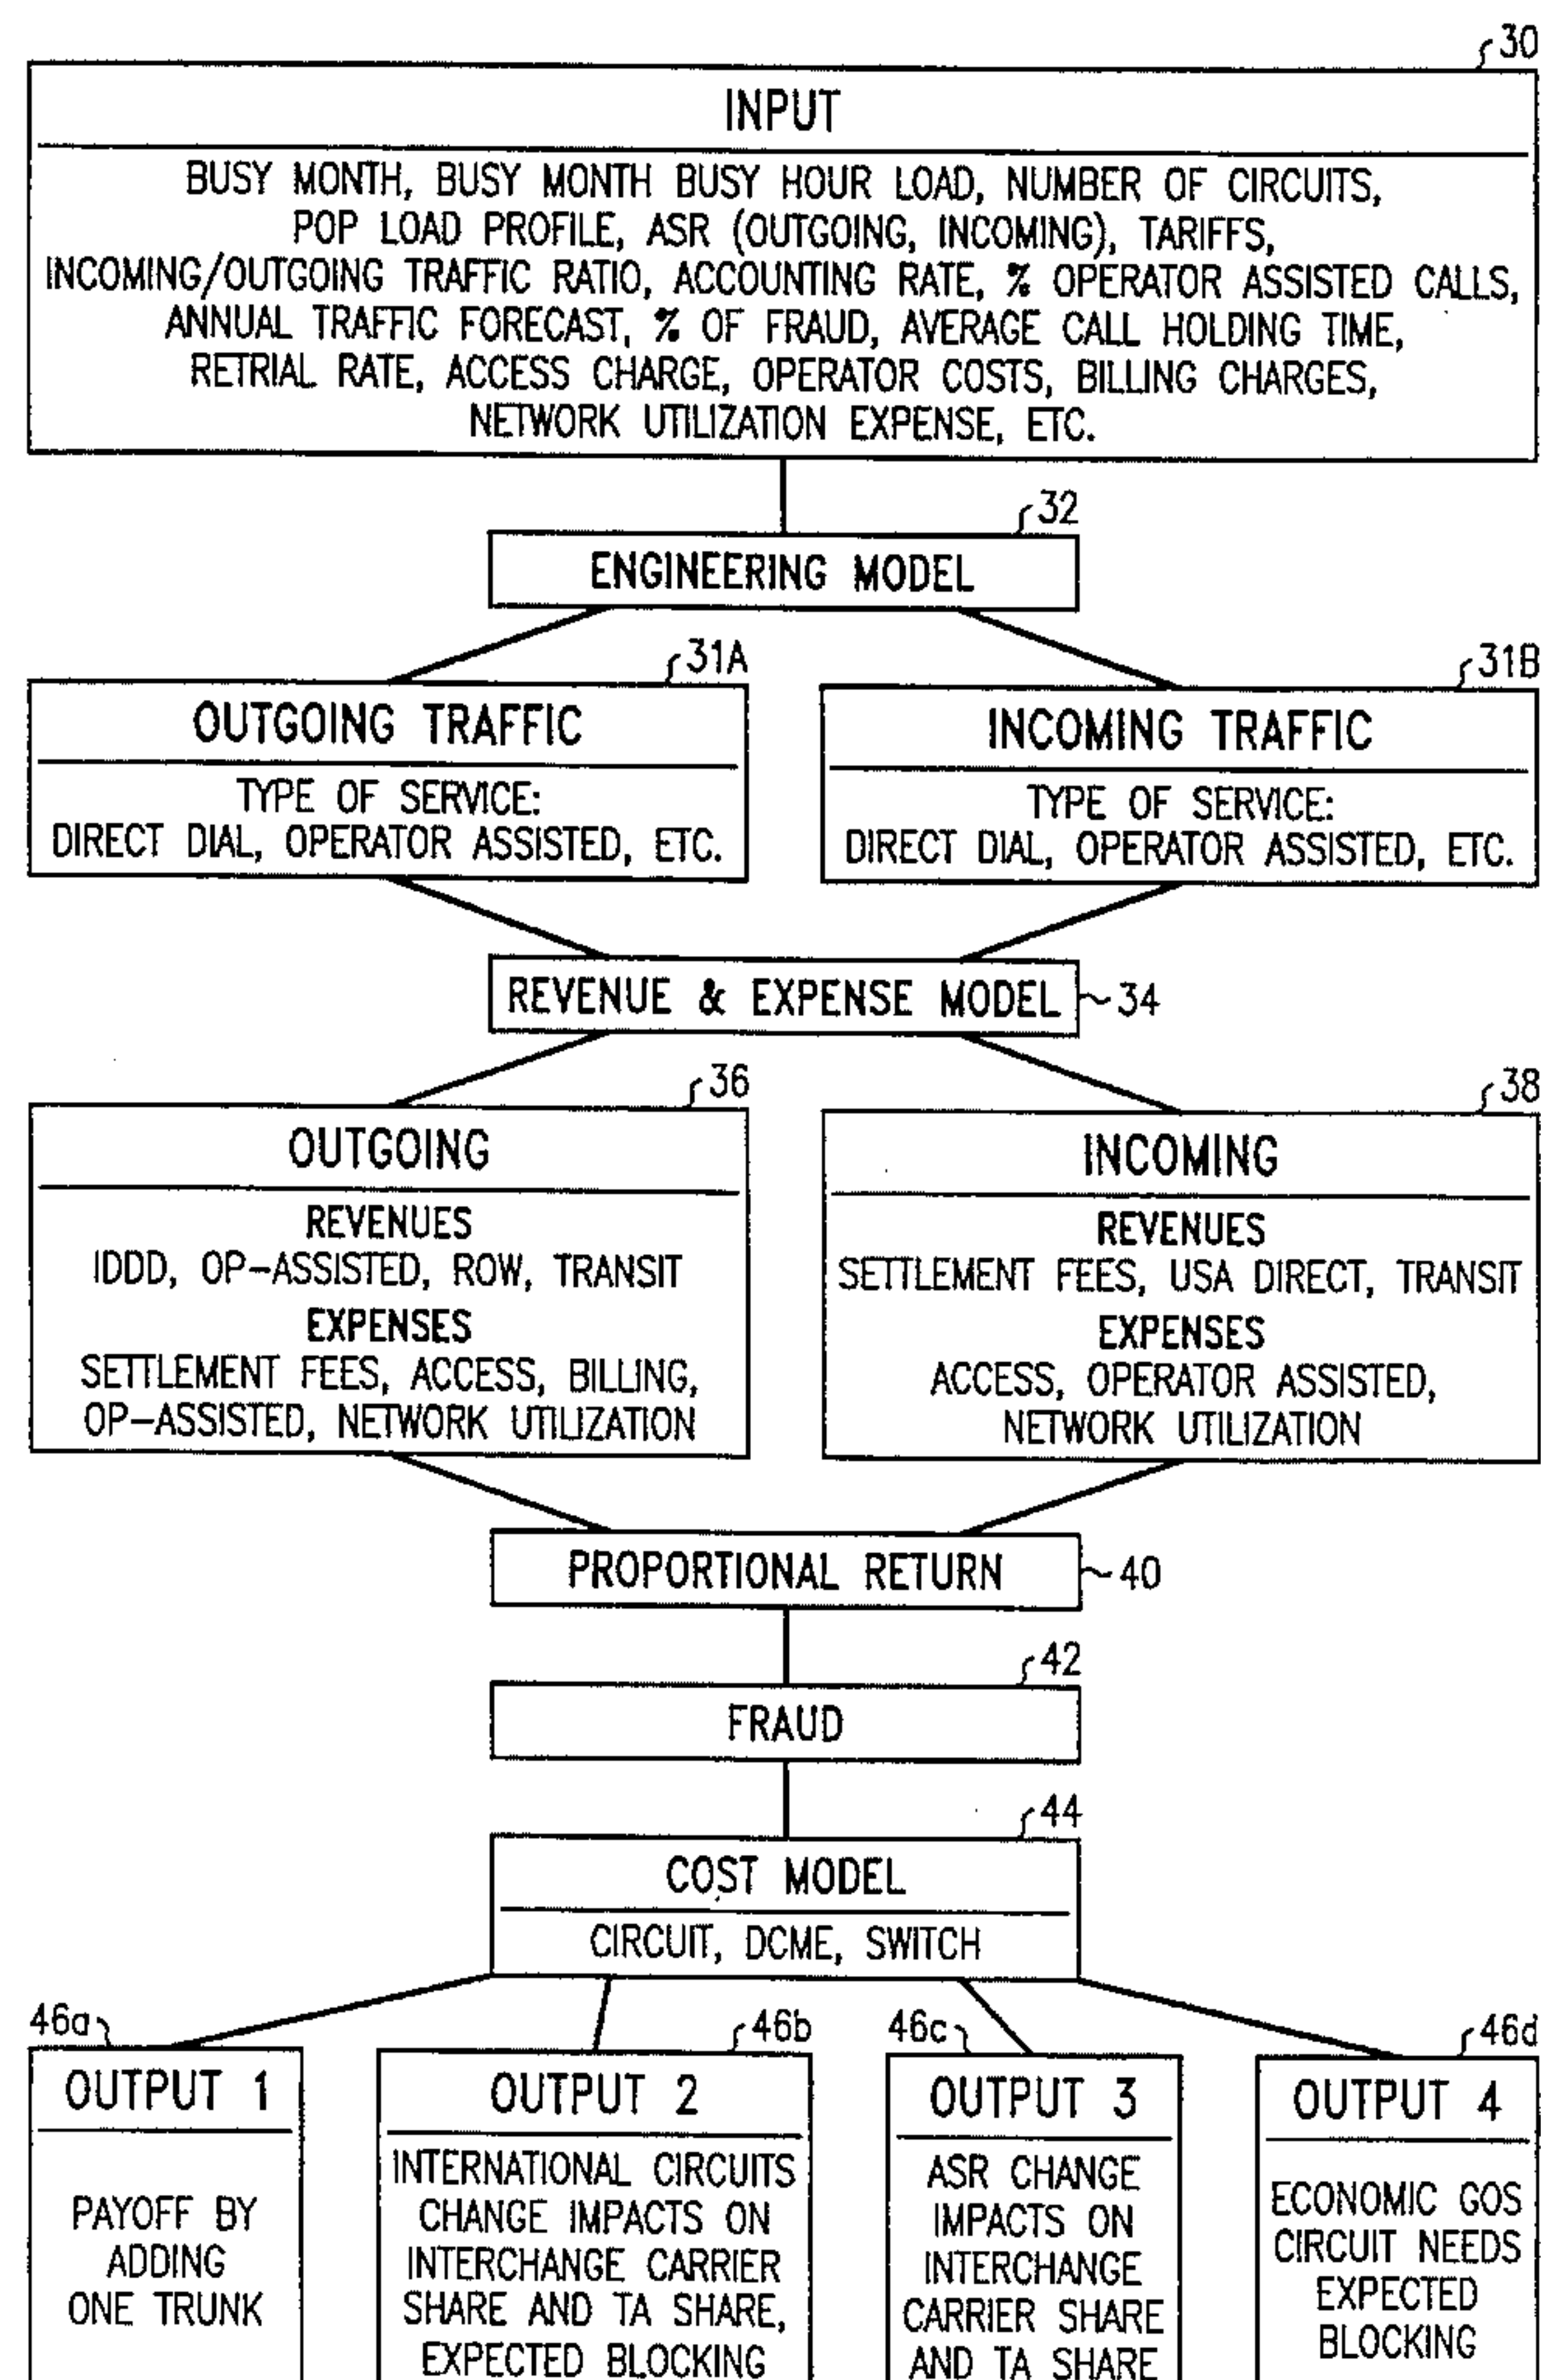 30
INPUT
BUSY MONTH, BUSY MONTH BUSY HOUR LOAD, NUMBER OF CIRCUITS,
POP LOAD PROFILE, ASR (OUTGOING, INCOMING), TARIFFS,
INCOMING/OUTGOING TRAFFIC RATIO, ACCOUNTING RATE, % OPERATOR ASSISTED CALLS,
ANNUAL TRAFFIC FORECAST, % OF FRAUD, AVERAGE CALL HOLDING TIME,
RETRIAL RATE, ACCESS CHARGE, OPERATOR COSTS, BILLING CHARGES,
NETWORK UTILIZATION EXPENSE, ETC.
32
ENGINEERING MODEL
31A
OUTGOING TRAFFIC
TYPE OF SERVICE:
DIRECT DIAL, OPERATOR ASSISTED, ETC.
31B
INCOMING TRAFFIC
TYPE OF SERVICE:
DIRECT DIAL, OPERATOR ASSISTED, ETC.
REVENUE & EXPENSE MODEL
34
36
OUTGOING
REVENUES
IDDD, OP-ASSISTED, ROW, TRANSIT
EXPENSES
SETTLEMENT FEES, ACCESS, BILLING,
OP-ASSISTED, NETWORK UTILIZATION
38
INCOMING
REVENUES
SETTLEMENT FEES, USA DIRECT, TRANSIT
EXPENSES
ACCESS, OPERATOR ASSISTED,
NETWORK UTILIZATION
PROPORTIONAL RETURN
40
42
FRAUD
44
COST MODEL
CIRCUIT, DCME, SWITCH
46a
OUTPUT 1
PAYOFF BY
ADDING
ONE TRUNK
46b
OUTPUT 2
INTERNATIONAL CIRCUITS
CHANGE IMPACTS ON
INTERCHANGE CARRIER
SHARE AND TA SHARE,
EXPECTED BLOCKING
46c
OUTPUT 3
ASR CHANGE
IMPACTS ON
INTERCHANGE
CARRIER SHARE
AND TA SHARE
46d
OUTPUT 4
ECONOMIC GOS
CIRCUIT NEEDS
EXPECTED
BLOCKING